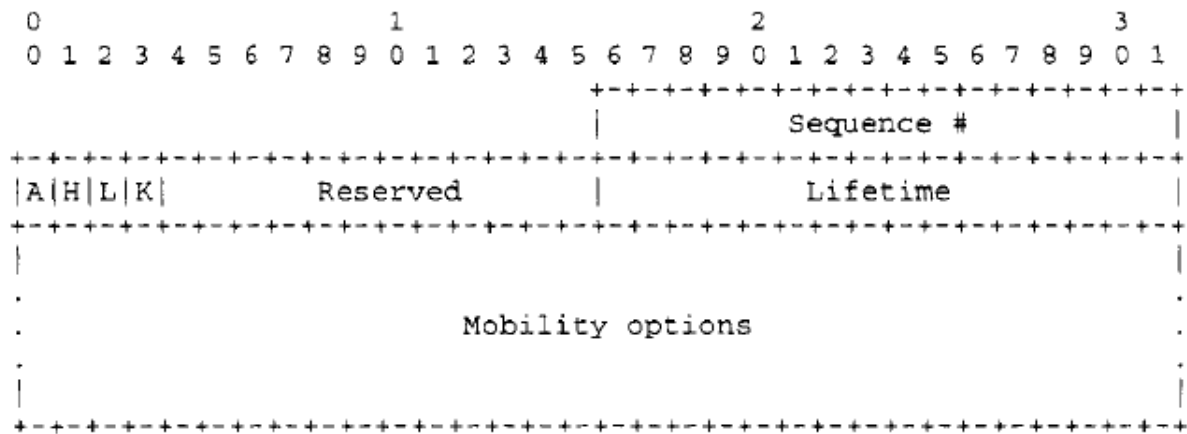 0                   1                   2                   3
 0 1 2 3 4 5 6 7 8 9 0 1 2 3 4 5 6 7 8 9 0 1 2 3 4 5 6 7 8 9 0 1
                                +-+-+-+-+-+-+-+-+-+-+-+-+-+-+-+-+
                                |          Sequence #           |
+-+-+-+-+-+-+-+-+-+-+-+-+-+-+-+-+-+-+-+-+-+-+-+-+-+-+-+-+-+-+-+-+
|A|H|L|K|        Reserved       |           Lifetime            |
+-+-+-+-+-+-+-+-+-+-+-+-+-+-+-+-+-+-+-+-+-+-+-+-+-+-+-+-+-+-+-+-+
|                                                               |
.                                                               .
.                        Mobility options                       .
.                                                               .
|                                                               |
+-+-+-+-+-+-+-+-+-+-+-+-+-+-+-+-+-+-+-+-+-+-+-+-+-+-+-+-+-+-+-+-+